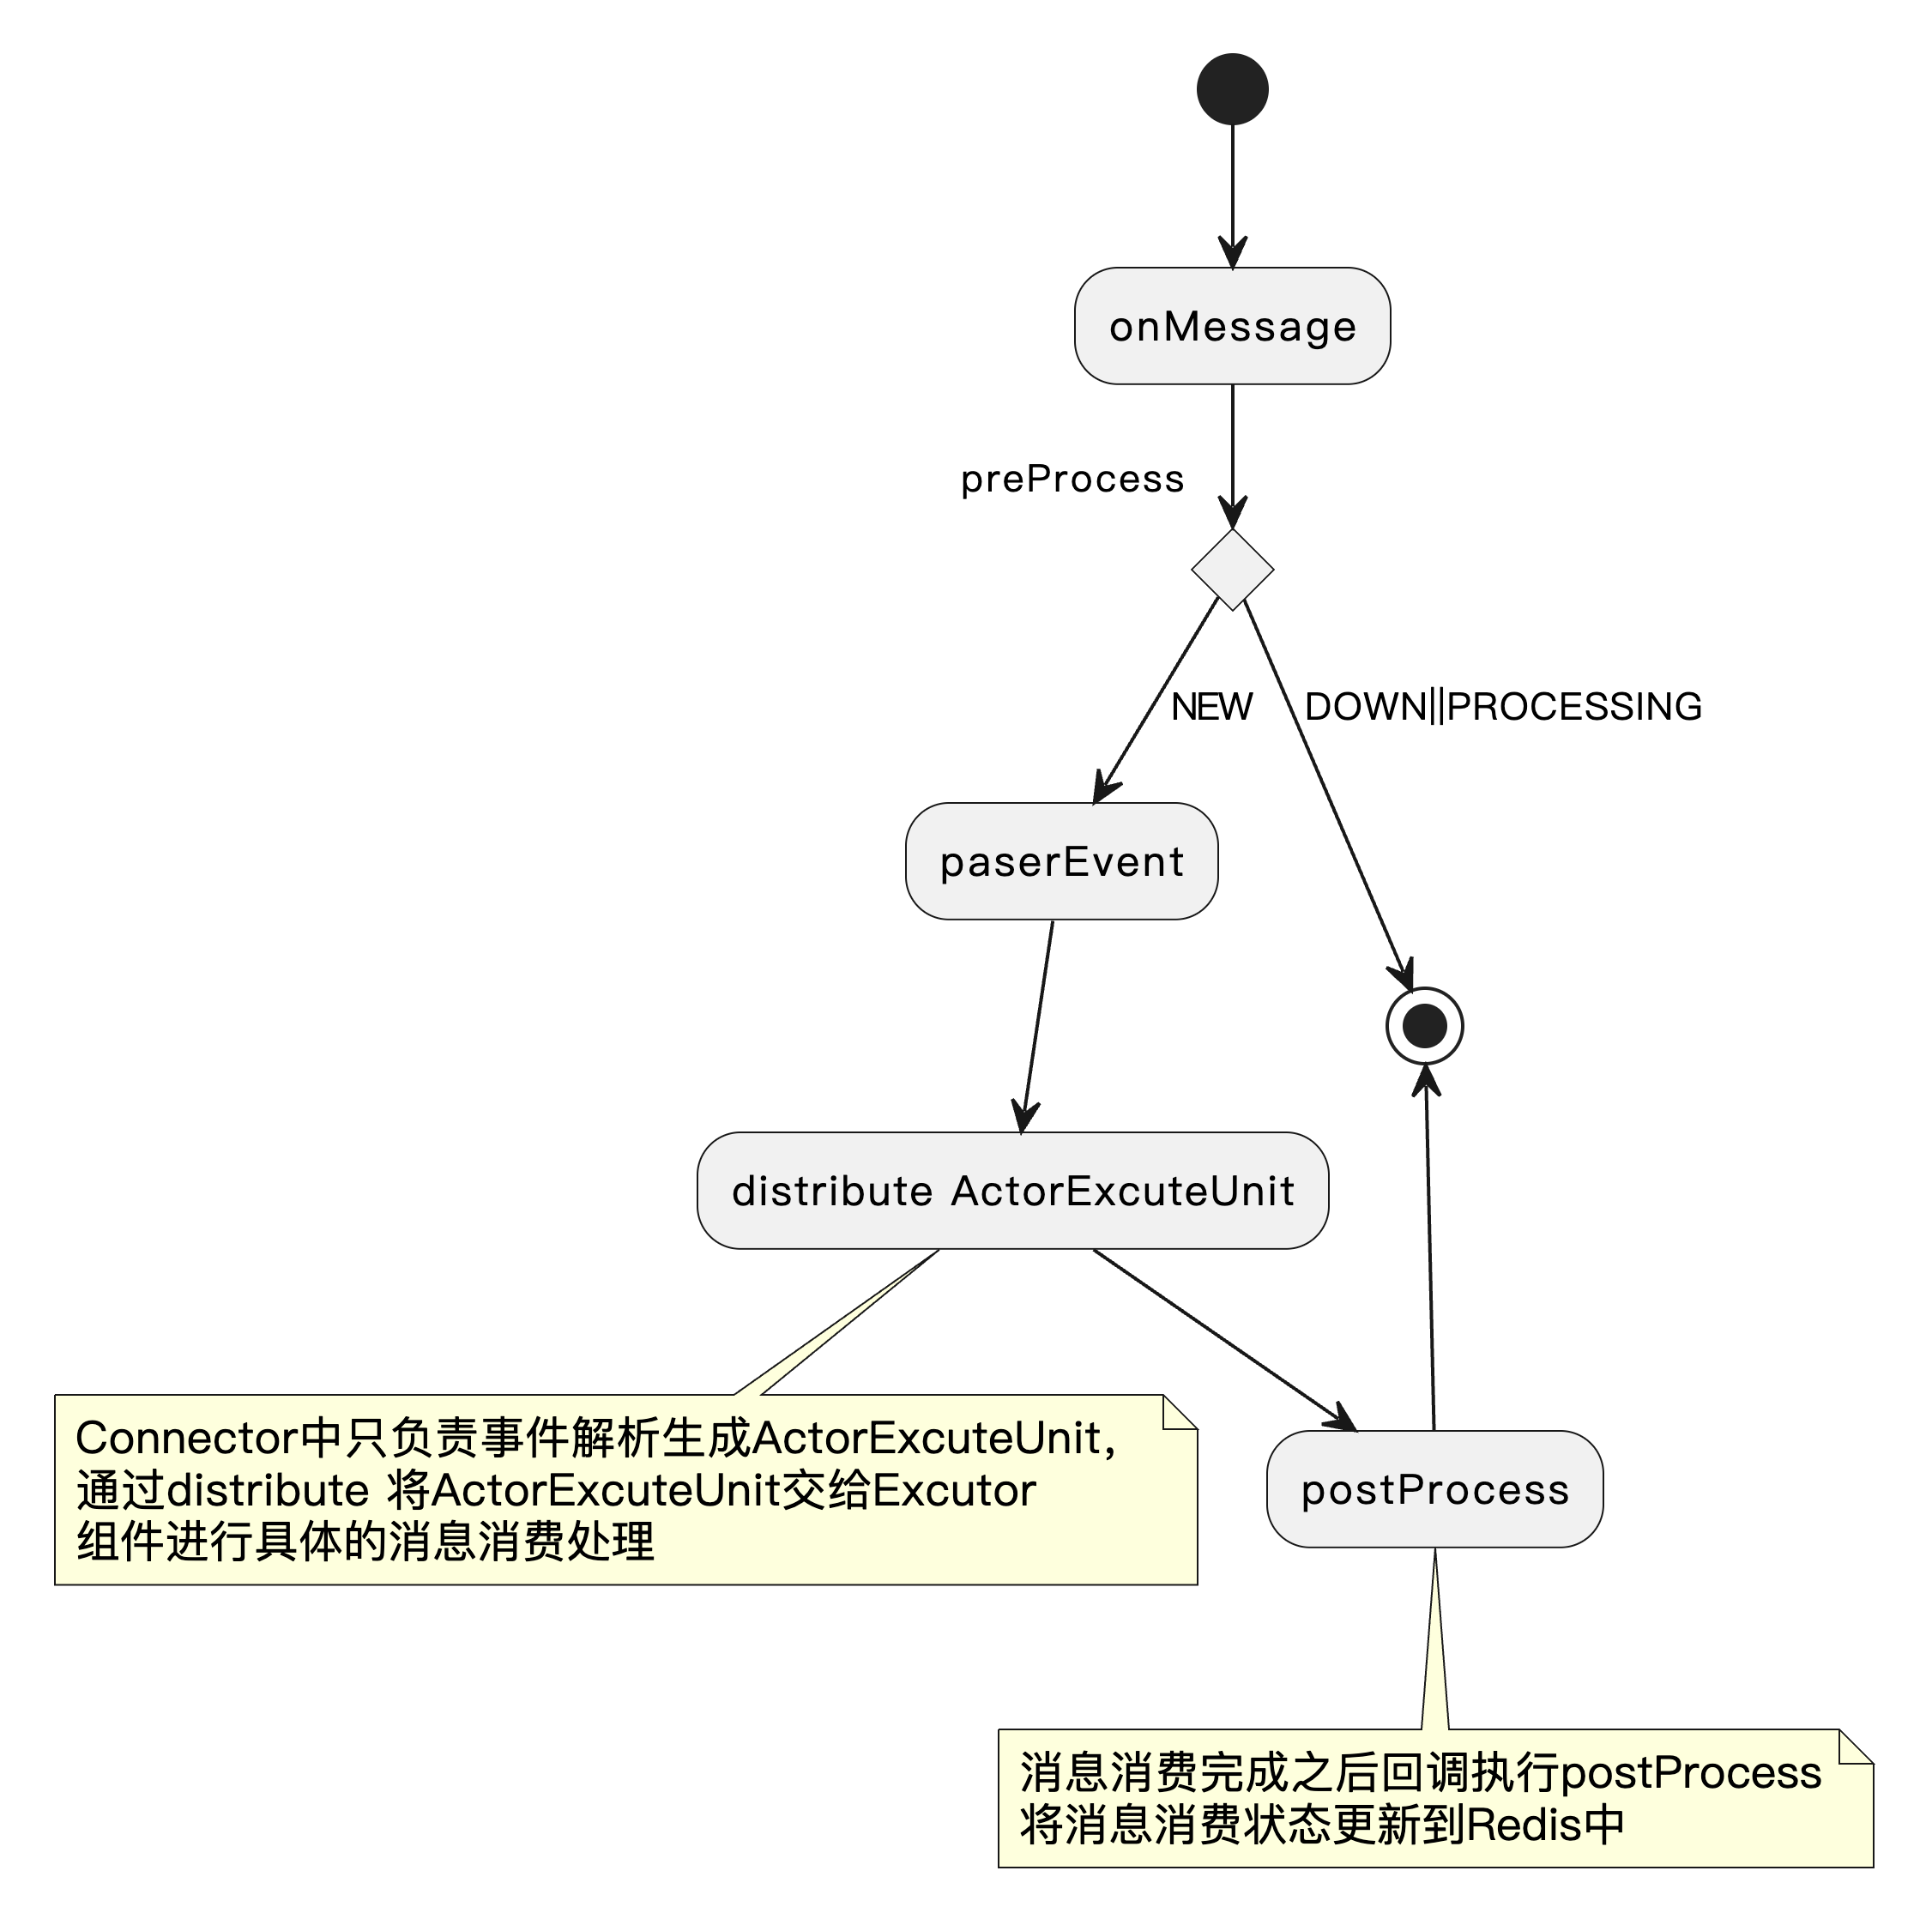 onMessage
preProcess
NEW
DOWN||PROCESSING
paserEvent
distribute ActorExcuteUnit
Connector中只负责事件解析生成ActorExcuteUnit，
通过distribute 将ActorExcuteUnit交给Excutor
组件进行具体的消息消费处理
postProcess
消息消费完成之后回调执行postProcess
将消息消费状态更新到Redis中